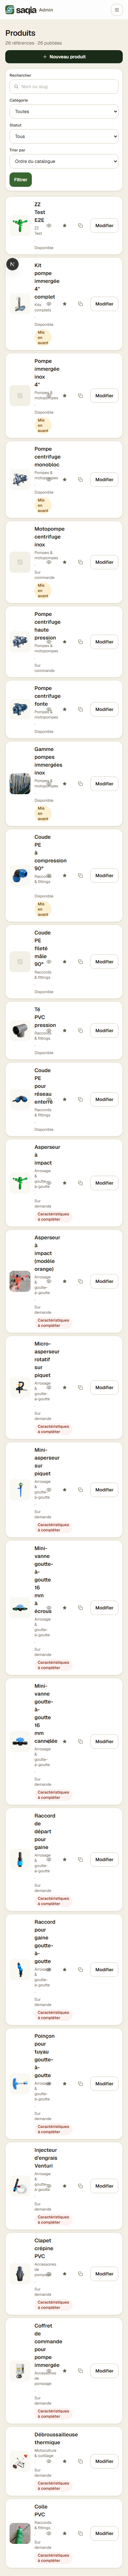 saqia Admin
Produits
26 références · 26 publiées
+ Nouveau produit
Rechercher
Nom ou slug
Catégorie
Toutes
Statut
Tous
Trier par
Ordre du catalogue
Filtrer
ZZ
Test
E2E
ZZ
Test
Modifier
Disponible
N
Kit
pompe
immergée
4"
complet
Kits
complets
Modifier
Disponible
Mis
en
avant
Pompe
immergée
inox
4"
Pompes &
motopompes
Modifier
Disponible
Mis
en
avant
Pompe
centrifuge
monobloc
Pompes &
motopompes
Modifier
Disponible
Mis
en
avant
Motopompe
centrifuge
inox
Pompes &
motopompes
Modifier
Sur
commande
Mis
en
avant
Pompe
centrifuge
haute
pression
Pompes &
motopompes
Modifier
Sur
commande
Pompe
centrifuge
fonte
Pompes &
motopompes
Modifier
Disponible
Gamme
pompes
immergées
inox
Pompes &
motopompes
Modifier
Disponible
Mis
en
avant
Coude
PE
à
compression
90°
Raccords
& fittings
Modifier
Disponible
Mis
en
avant
Coude
PE
fileté
mâle
90°
Raccords
& fittings
Modifier
Disponible
Té
PVC
pression
Raccords
& fittings
Modifier
Disponible
Coude
PE
pour
réseau
enterré
Raccords
& fittings
Modifier
Disponible
Asperseur
à
impact
Arrosage
&
goutte-
à-goutte
Modifier
Sur
demande
Caractéristiques
à compléter
Asperseur
à
impact
(modèle
orange)
Arrosage
&
goutte-
à-goutte
Modifier
Sur
demande
Caractéristiques
à compléter
Micro-
asperseur
rotatif
sur
piquet
Arrosage
&
goutte-
à-goutte
Modifier
Sur
demande
Caractéristiques
à compléter
Mini-
asperseur
sur
piquet
Arrosage
&
goutte-
à-goutte
Modifier
Sur
demande
Caractéristiques
à compléter
Mini-
vanne
goutte-
à-
goutte
16
mm
à
écrous
Arrosage
&
goutte-
à-goutte
Modifier
Sur
demande
Caractéristiques
à compléter
Mini-
vanne
goutte-
à-
goutte
16
mm
cannelée
Arrosage
&
goutte-
à-goutte
Modifier
Sur
demande
Caractéristiques
à compléter
Raccord
de
départ
pour
gaine
Arrosage
&
goutte-
à-goutte
Modifier
Sur
demande
Caractéristiques
à compléter
Raccord
pour
gaine
goutte-
à-
goutte
Arrosage
&
goutte-
à-goutte
Modifier
Sur
demande
Caractéristiques
à compléter
Poinçon
pour
tuyau
goutte-
à-
goutte
Arrosage
&
goutte-
à-goutte
Modifier
Sur
demande
Caractéristiques
à compléter
Injecteur
d'engrais
Venturi
Arrosage
&
goutte-
à-goutte
Modifier
Sur
demande
Caractéristiques
à compléter
Clapet
crépine
PVC
Accessoires
de
pompage
Modifier
Sur
demande
Caractéristiques
à compléter
Coffret
de
commande
pour
pompe
immergée
Accessoires
de
pompage
Modifier
Sur
demande
Caractéristiques
à compléter
Débroussailleuse
thermique
Motoculture
& outillage
Modifier
Sur
demande
Caractéristiques
à compléter
Colle
PVC
Raccords
& fittings
Modifier
Sur
demande
Caractéristiques
à compléter